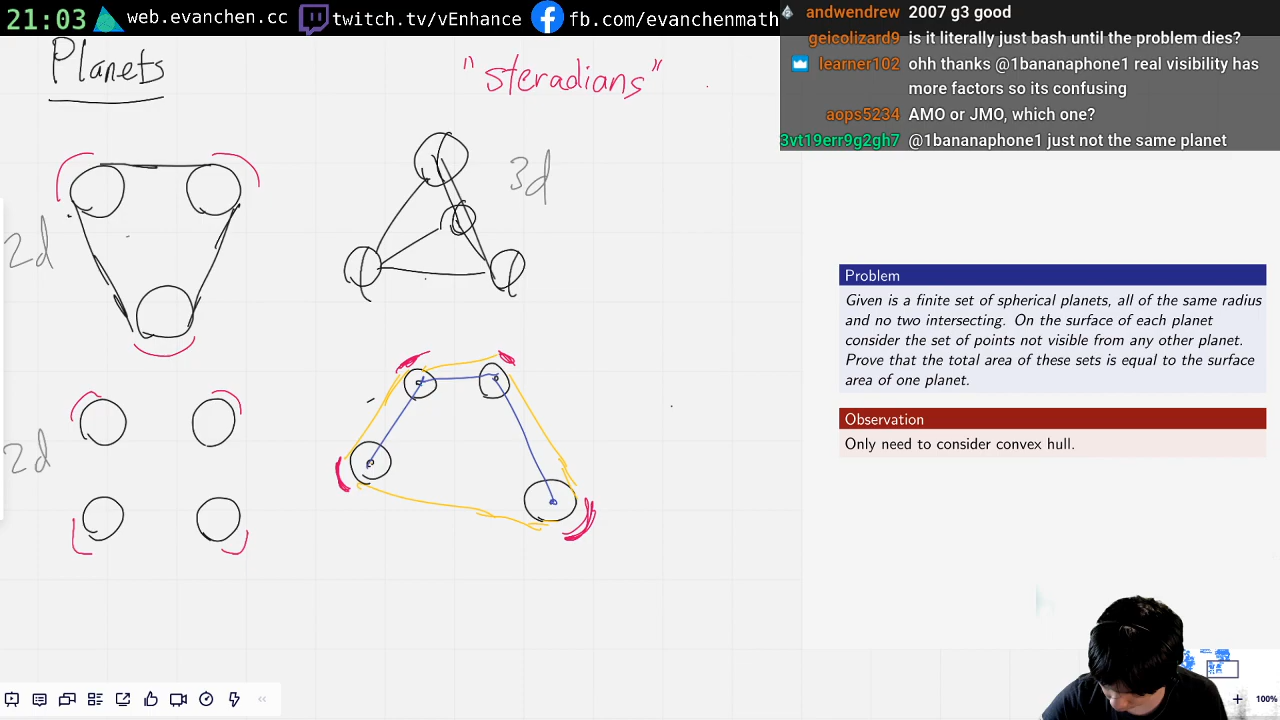 21:03 web.evanchen.cc twitch.tv/vEnhance fb.com/evanchenmath
andwendrew 2007 g3 good
geicolizard9 is it literally just bash until the problem dies?
learner102 ohh thanks @1bananaphone1 real visibility has
more factors so its confusing
aops5234 AMO or JMO, which one?
3vt19err9g2gh7 @1bananaphone1 just not the same planet
Planets
"steradians"
3d
2d
2d
Problem
Given is a finite set of spherical planets, all of the same radius
and no two intersecting. On the surface of each planet
consider the set of points not visible from any other planet.
Prove that the total area of these sets is equal to the surface
area of one planet.
Observation
Only need to consider convex hull.
100%